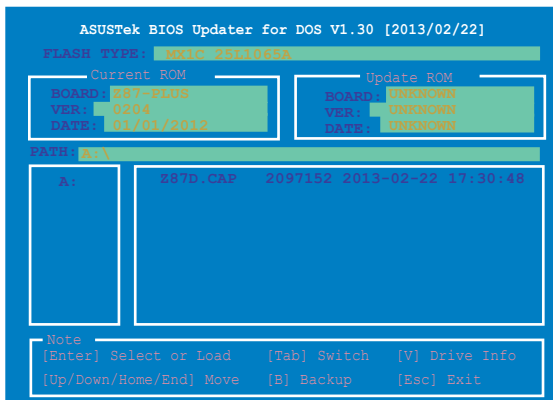 ASUSTek BIOS Updater for DOS V1.30 [2013/02/22]
FLASH TYPE: MX1C 25L1065A
Current ROM
BOARD: Z87-PLUS
VER: 0204
DATE: 01/01/2012
Update ROM
BOARD: UNKNOWN
VER: UNKNOWN
DATE: UNKNOWN
PATH: A:\
A:
Z87D.CAP 2097152 2013-02-22 17:30:48
Note
[Enter] Select or Load [Tab] Switch [V] Drive Info
[Up/Down/Home/End] Move [B] Backup [Esc] Exit